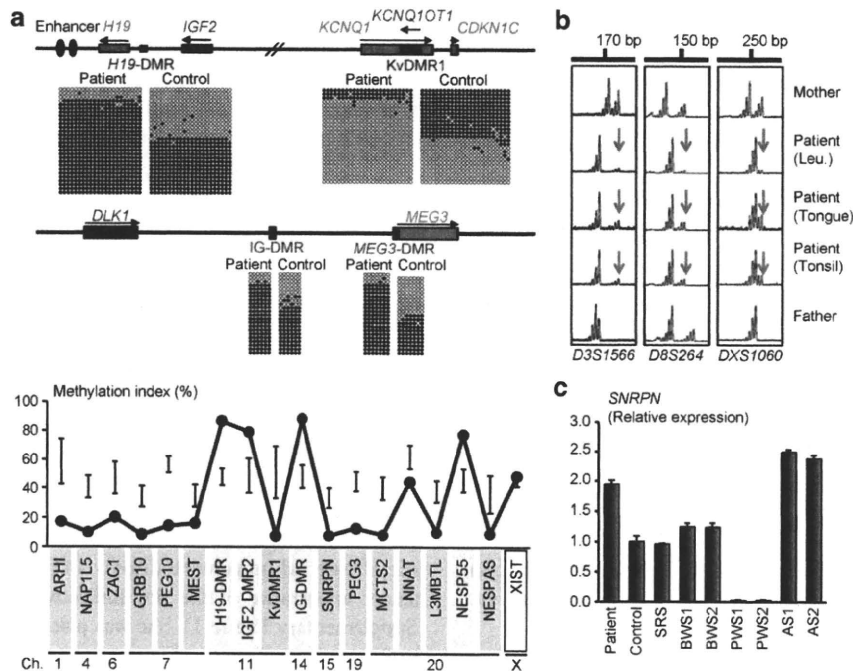 a
Enhancer H19 IGF2 KCNQ1 KCNQ1OT1 CDKN1C
H19-DMR KvDMR1
Patient Control Patient Control
DLK1 MEG3
IG-DMR MEG3-DMR
Patient Control Patient Control
Methylation index (%)
100
80
60
40
20
0
ARHI NAP1L5 ZAC1 GRB10 PEG10 MEST H19-DMR IGF2 DMR2 KvDMR1 IG-DMR SNRPN PEG3 MCTS2 NNAT L3MBTL NESP55 NESPAS XIST
Ch. 1 4 6 7 11 14 15 19 20 X
b
170 bp 150 bp 250 bp
Mother
Patient
(Leu.)
Patient
(Tongue)
Patient
(Tonsil)
Father
D3S1566 D8S264 DXS1060
c
SNRPN
(Relative expression)
3.0
2.5
2.0
1.5
1.0
0.5
0.0
Patient Control SRS BWS1 BWS2 PWS1 PWS2 AS1 AS2